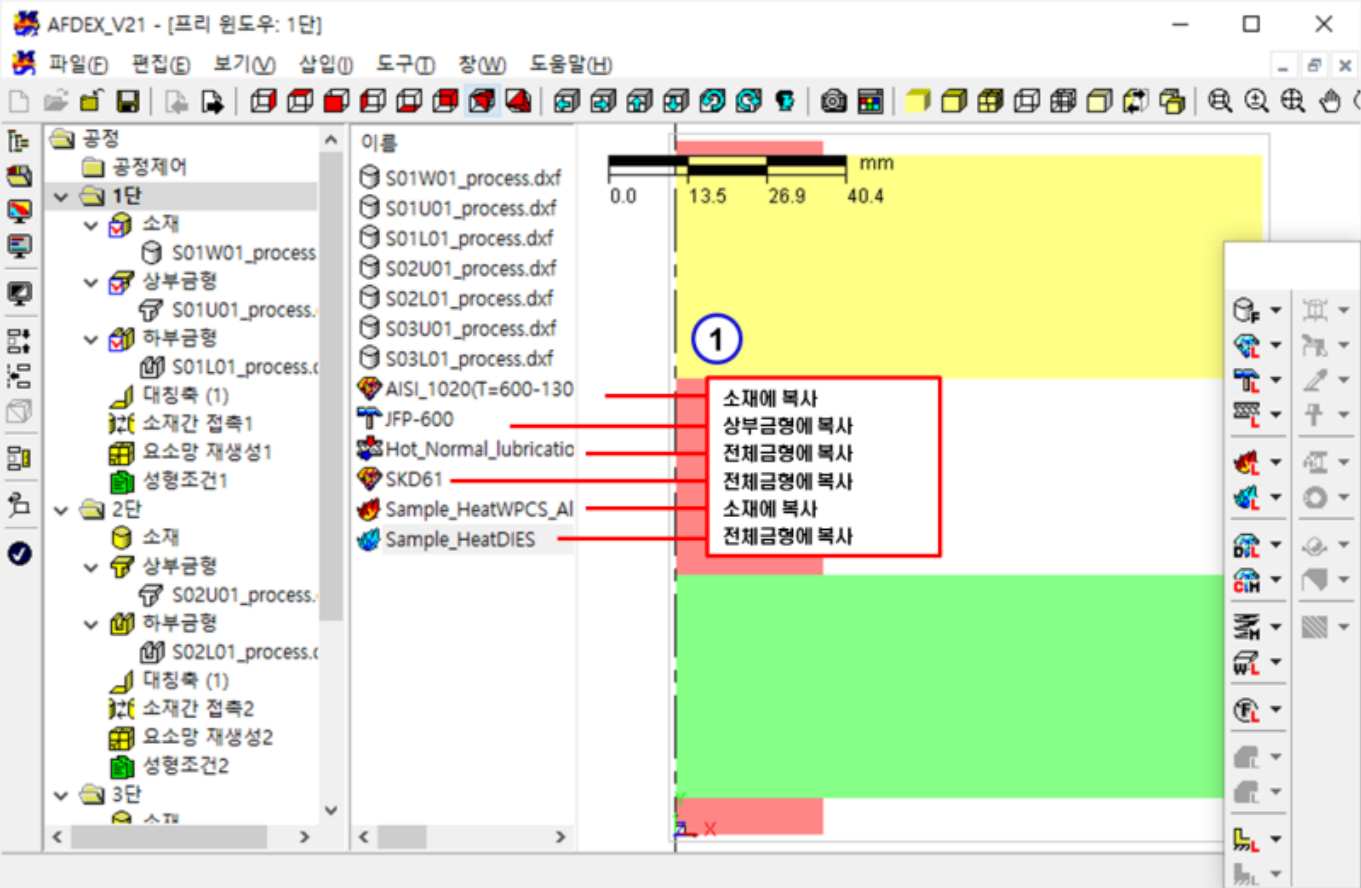 AFDEX_V21 - [프리 윈도우: 1단]
파일(F) 편집(E) 보기(V) 삽입(I) 도구(T) 창(W) 도움말(H)
공정
공정제어
1단
소재
S01W01_process
상부금형
S01U01_process.
하부금형
S01L01_process.
대칭축 (1)
소재간 접촉1
요소망 재생성1
성형조건1
2단
소재
상부금형
S02U01_process.
하부금형
S02L01_process.
대칭축 (1)
소재간 접촉2
요소망 재생성2
성형조건2
3단
소재
이름
S01W01_process.dxf
S01U01_process.dxf
S01L01_process.dxf
S02U01_process.dxf
S02L01_process.dxf
S03U01_process.dxf
S03L01_process.dxf
AISI_1020(T=600-130
JFP-600
Hot_Normal_lubricatio
SKD61
Sample_HeatWPCS_Al
Sample_HeatDIES
mm
0.0 13.5 26.9 40.4
1
소재에 복사
상부금형에 복사
전체금형에 복사
전체금형에 복사
소재에 복사
전체금형에 복사
Y
Z X